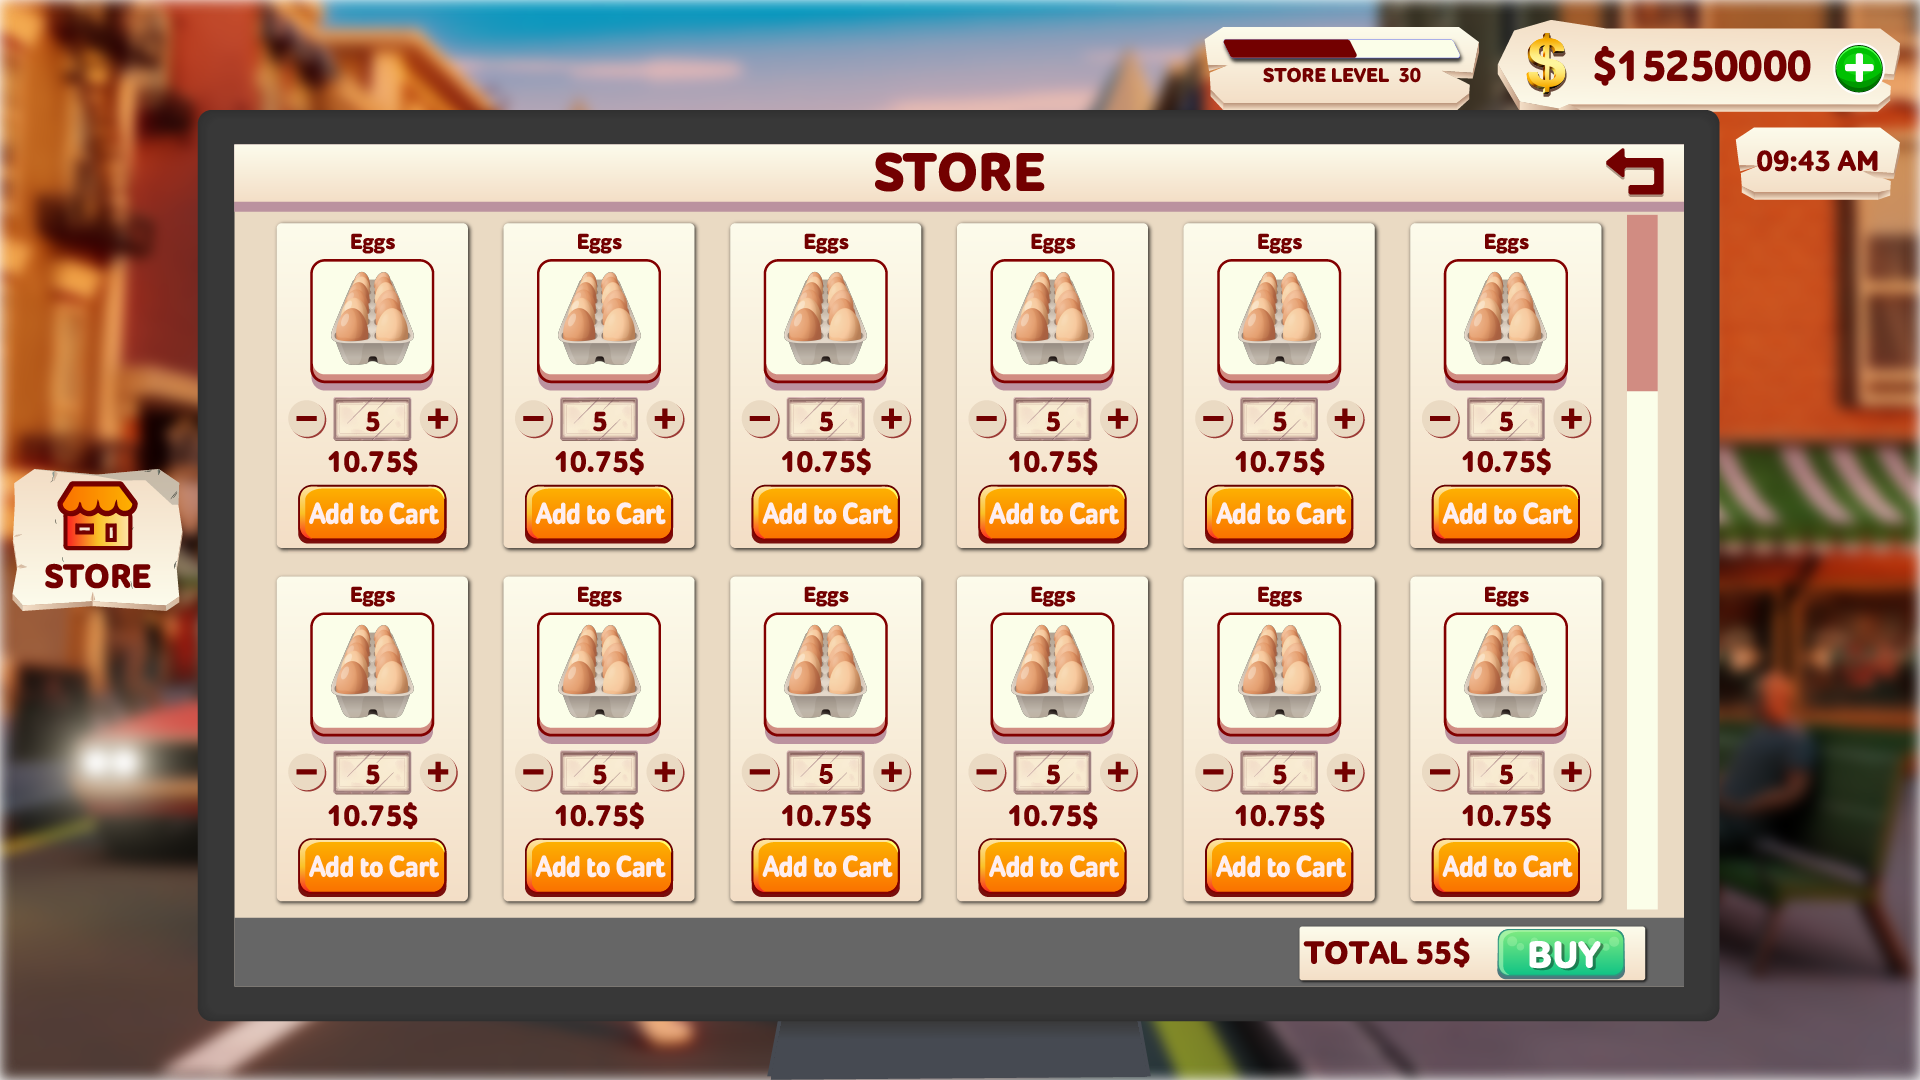 STORE LEVEL 30
$15250000
09:43 AM
STORE
STORE
Eggs Eggs Eggs Eggs Eggs Eggs
5 5 5 5 5 5
10.75$ 10.75$ 10.75$ 10.75$ 10.75$ 10.75$
Add to Cart Add to Cart Add to Cart Add to Cart Add to Cart Add to Cart
Eggs Eggs Eggs Eggs Eggs Eggs
5 5 5 5 5 5
10.75$ 10.75$ 10.75$ 10.75$ 10.75$ 10.75$
Add to Cart Add to Cart Add to Cart Add to Cart Add to Cart Add to Cart
TOTAL 55$ BUY